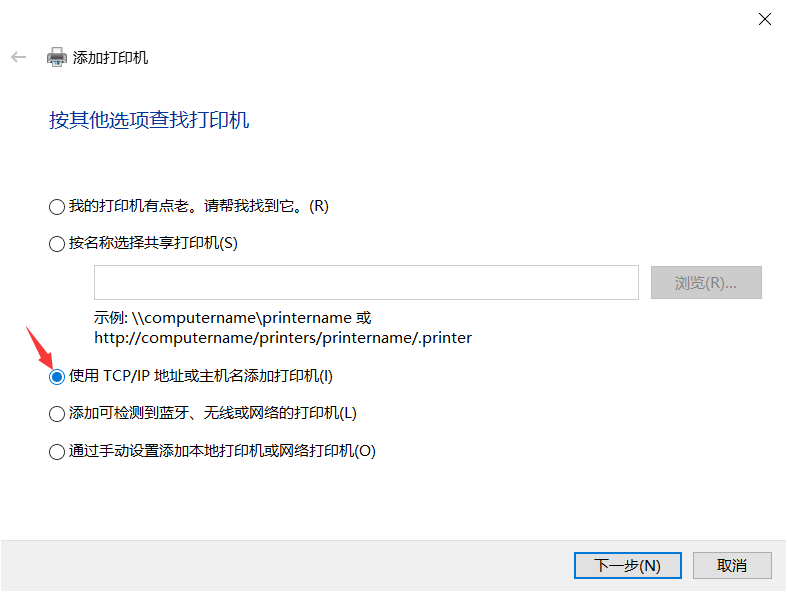 添加打印机
按其他选项查找打印机
我的打印机有点老。请帮我找到它。(R)
按名称选择共享打印机(S)
浏览(R)...
示例: \\computername\printername 或
http://computername/printers/printername/.printer
使用 TCP/IP 地址或主机名添加打印机(I)
添加可检测到蓝牙、无线或网络的打印机(L)
通过手动设置添加本地打印机或网络打印机(O)
下一步(N)
取消